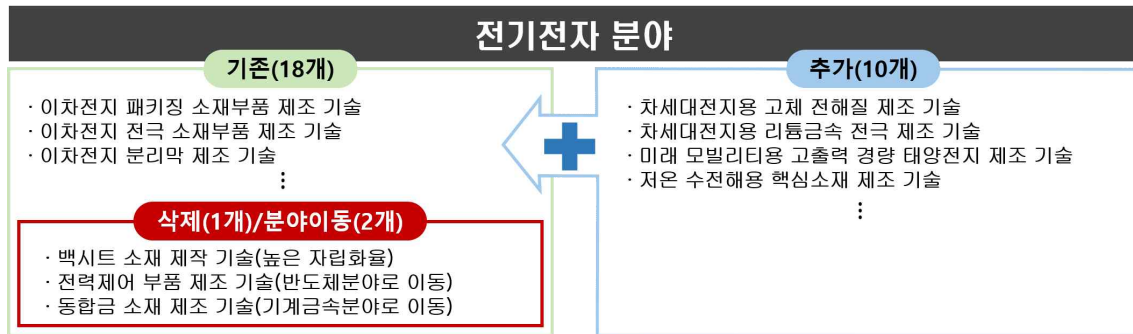 전기전자 분야
기존(18개)
· 이차전지 패키징 소재부품 제조 기술
· 이차전지 전극 소재부품 제조 기술
· 이차전지 분리막 제조 기술
⋮
삭제(1개)/분야이동(2개)
· 백시트 소재 제작 기술(높은 자립화율)
· 전력제어 부품 제조 기술(반도체분야로 이동)
· 동합금 소재 제조 기술(기계금속분야로 이동)
추가(10개)
· 차세대전지용 고체 전해질 제조 기술
· 차세대전지용 리튬금속 전극 제조 기술
· 미래 모빌리티용 고출력 경량 태양전지 제조 기술
· 저온 수전해용 핵심소재 제조 기술
⋮